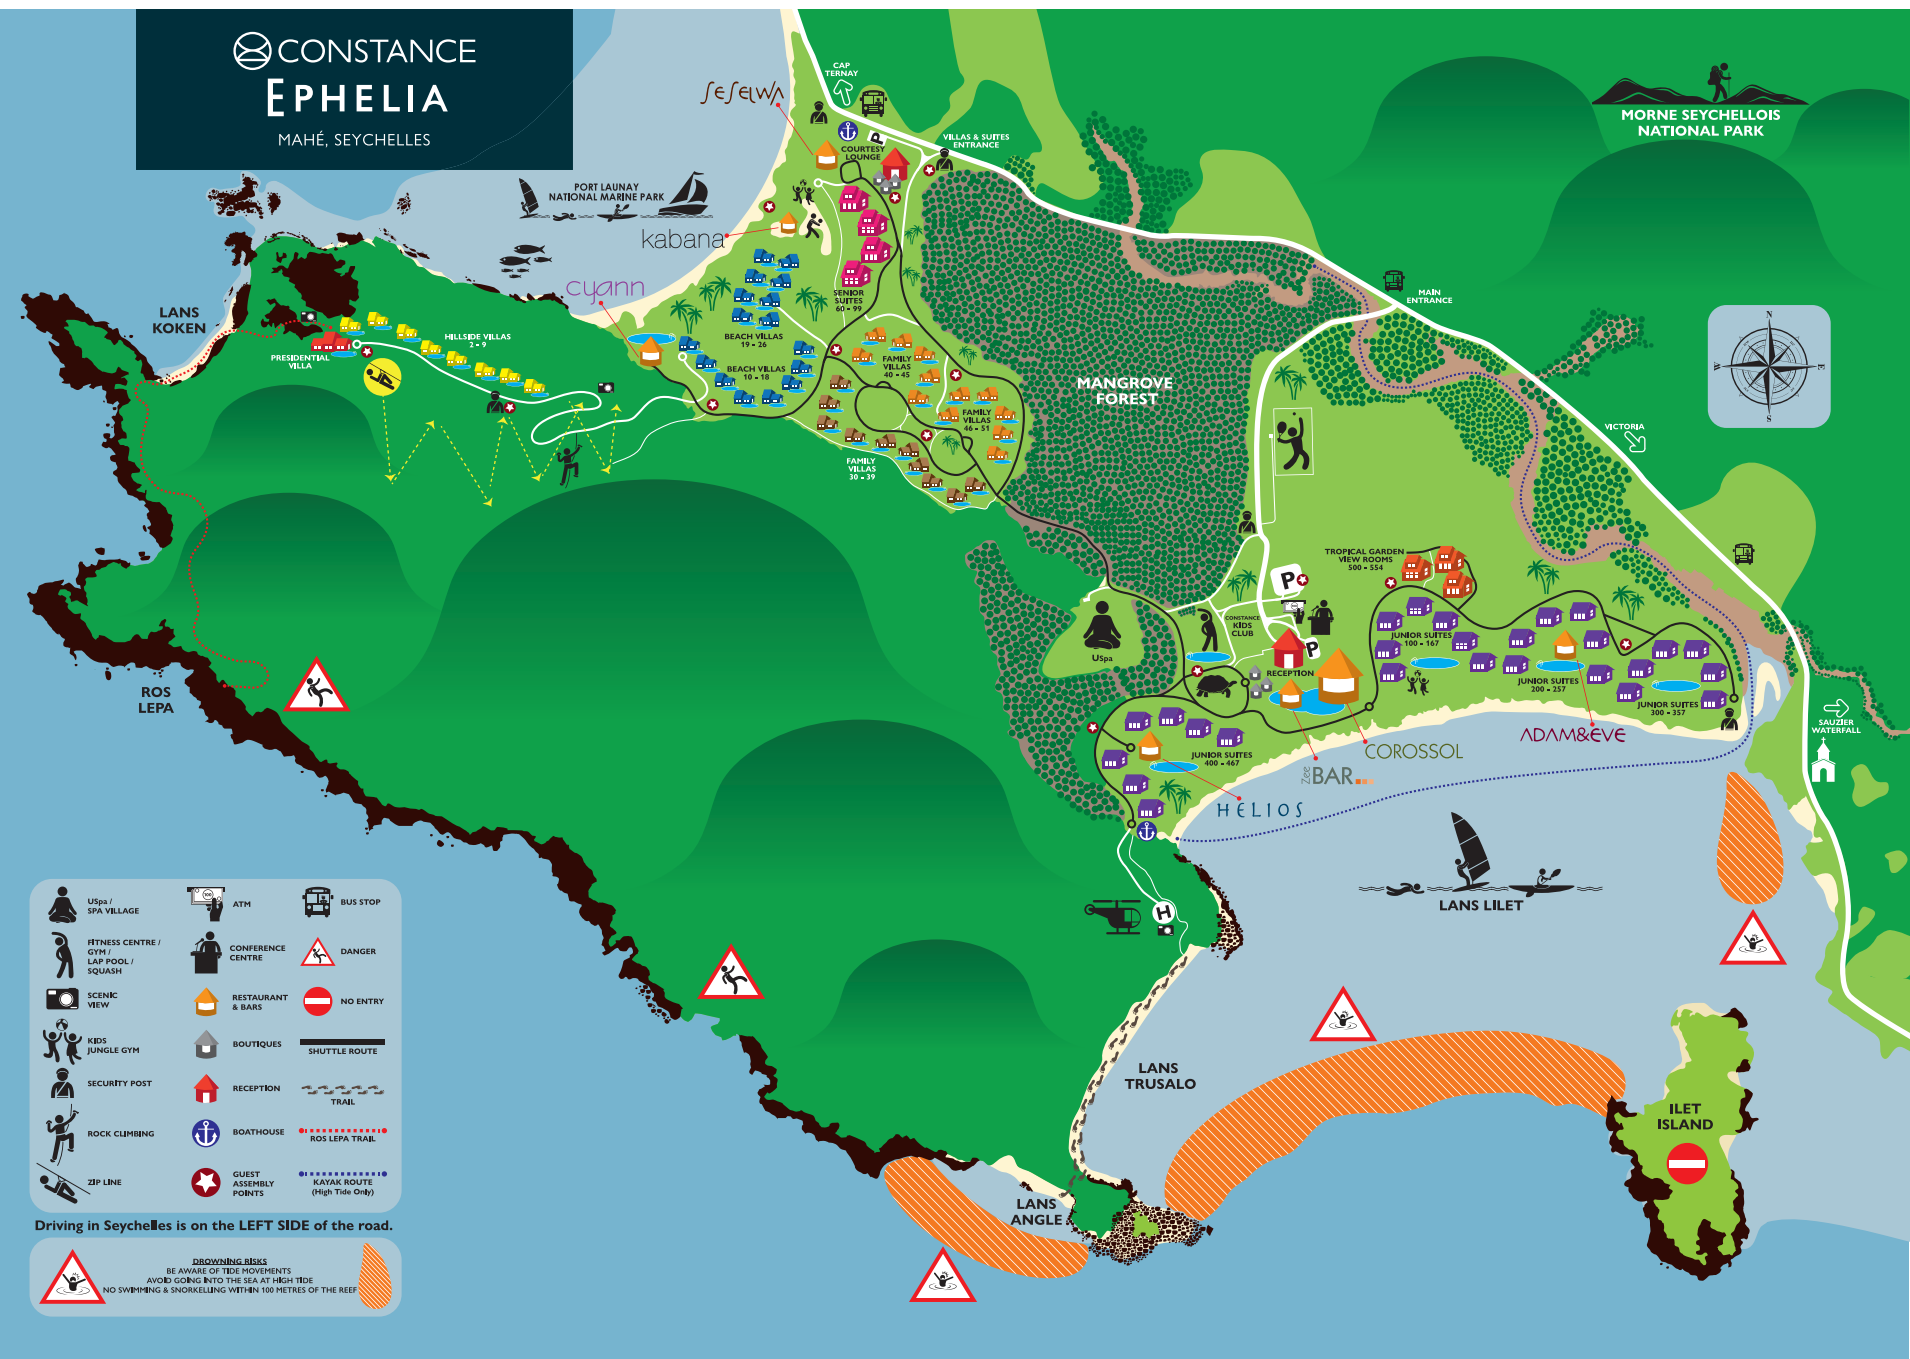 CONSTANCE
EPHELIA
MAHÉ, SEYCHELLES
SESELWA
CAP
TERNAY
P
COURTESY
LOUNGE
VILLAS & SUITES
ENTRANCE
MORNE SEYCHELLOIS
NATIONAL PARK
PORT LAUNAY
NATIONAL MARINE PARK
kabana
cyann
LANS
KOKEN
PRESIDENTIAL
VILLA
HILLSIDE VILLAS
2 - 9
SENIOR
SUITES
60 - 99
BEACH VILLAS
19 - 26
BEACH VILLAS
10 - 18
FAMILY
VILLAS
40 - 45
FAMILY
VILLAS
46 - 51
FAMILY
VILLAS
30 - 39
MANGROVE
FOREST
MAIN
ENTRANCE
N
W
E
S
VICTORIA
TROPICAL GARDEN
VIEW ROOMS
500 - 554
P
CONSTANCE
KIDS
CLUB
USpa
P
RECEPTION
JUNIOR SUITES
100 - 167
JUNIOR SUITES
200 - 257
JUNIOR SUITES
300 - 357
JUNIOR SUITES
400 - 467
ADAM&EVE
COROSSOL
Zee
BAR
HELIOS
SAUZIER
WATERFALL
ROS
LEPA
H
LANS LILET
LANS
TRUSALO
LANS
ANGLE
ILET
ISLAND
USpa /
SPA VILLAGE
FITNESS CENTRE /
GYM /
LAP POOL /
SQUASH
SCENIC
VIEW
KIDS
JUNGLE GYM
SECURITY POST
ROCK CLIMBING
ZIP LINE
100
ATM
CONFERENCE
CENTRE
RESTAURANT
& BARS
BOUTIQUES
RECEPTION
BOATHOUSE
GUEST
ASSEMBLY
POINTS
BUS STOP
DANGER
NO ENTRY
SHUTTLE ROUTE
TRAIL
ROS LEPA TRAIL
KAYAK ROUTE
(High Tide Only)
Driving in Seychelles is on the LEFT SIDE of the road.
DROWNING RISKS
BE AWARE OF TIDE MOVEMENTS
AVOID GOING INTO THE SEA AT HIGH TIDE
NO SWIMMING & SNORKELLING WITHIN 100 METRES OF THE REEF